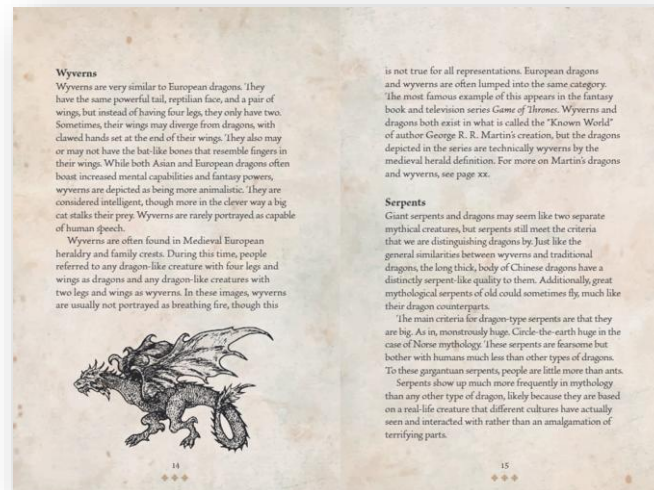 Wyverns
Wyverns are very similar to European dragons. They
have the same powerful tail, reptilian face, and a pair of
wings, but instead of having four legs, they only have two.
Sometimes, their wings may diverge from dragons, with
clawed hands set at the end of their wings. They also may
or may not have the bat-like bones that resemble fingers in
their wings. While both Asian and European dragons often
boast increased mental capabilities and fantasy powers,
wyverns are depicted as being more animalistic. They are
considered intelligent, though more in the clever way a big
cat stalks their prey. Wyverns are rarely portrayed as capable
of human speech.
Wyverns are often found in Medieval European
heraldry and family crests. During this time, people
referred to any dragon-like creature with four legs and
wings as dragons and any dragon-like creatures with
two legs and wings as wyverns. In these images, wyverns
are usually not portrayed as breathing fire, though this
14
is not true for all representations. European dragons
and wyverns are often lumped into the same category.
The most famous example of this appears in the fantasy
book and television series Game of Thrones. Wyverns and
dragons both exist in what is called the "Known World"
of author George R. R. Martin's creation, but the dragons
depicted in the series are technically wyverns by the
medieval herald definition. For more on Martin's dragons
and wyverns, see page xx.
Serpents
Giant serpents and dragons may seem like two separate
mythical creatures, but serpents still meet the criteria
that we are distinguishing dragons by. Just like the
general similarities between wyverns and traditional
dragons, the long thick, body of Chinese dragons have a
distinctly serpent-like quality to them. Additionally, great
mythological serpents of old could sometimes fly, much like
their dragon counterparts.
The main criteria for dragon-type serpents are that they
are big. As in, monstrously huge. Circle-the-earth huge in the
case of Norse mythology. These serpents are fearsome but
bother with humans much less than other types of dragons.
To these gargantuan serpents, people are little more than ants.
Serpents show up much more frequently in mythology
than any other type of dragon, likely because they are based
on a real-life creature that different cultures have actually
seen and interacted with rather than an amalgamation of
terrifying parts.
15